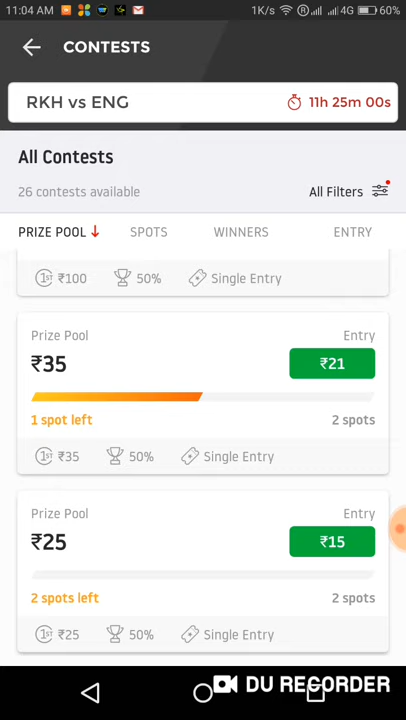 11:04 AM 1K/s R 4G 60%
CONTESTS
RKH vs ENG 11h 25m 00s
All Contests
26 contests available All Filters
PRIZE POOL SPOTS WINNERS ENTRY
1ST ₹100 50% Single Entry
Prize Pool Entry
₹35 ₹21
1 spot left 2 spots
1ST ₹35 50% Single Entry
Prize Pool Entry
₹25 ₹15
2 spots left 2 spots
1ST ₹25 50% Single Entry
DU RECORDER